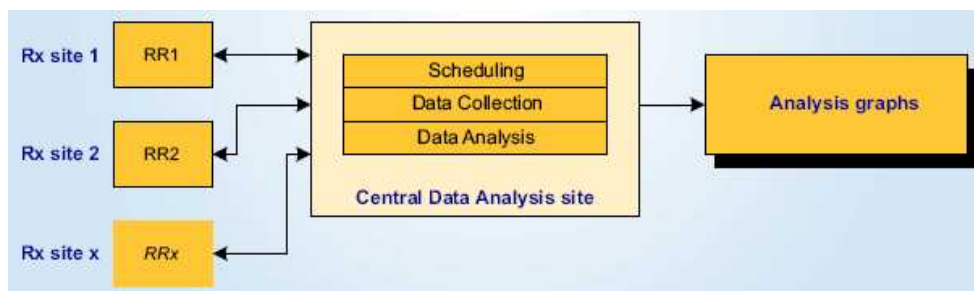 Rx site 1
RR1
Rx site 2
RR2
Rx site x
RRx
Scheduling
Data Collection
Data Analysis
Central Data Analysis site
Analysis graphs